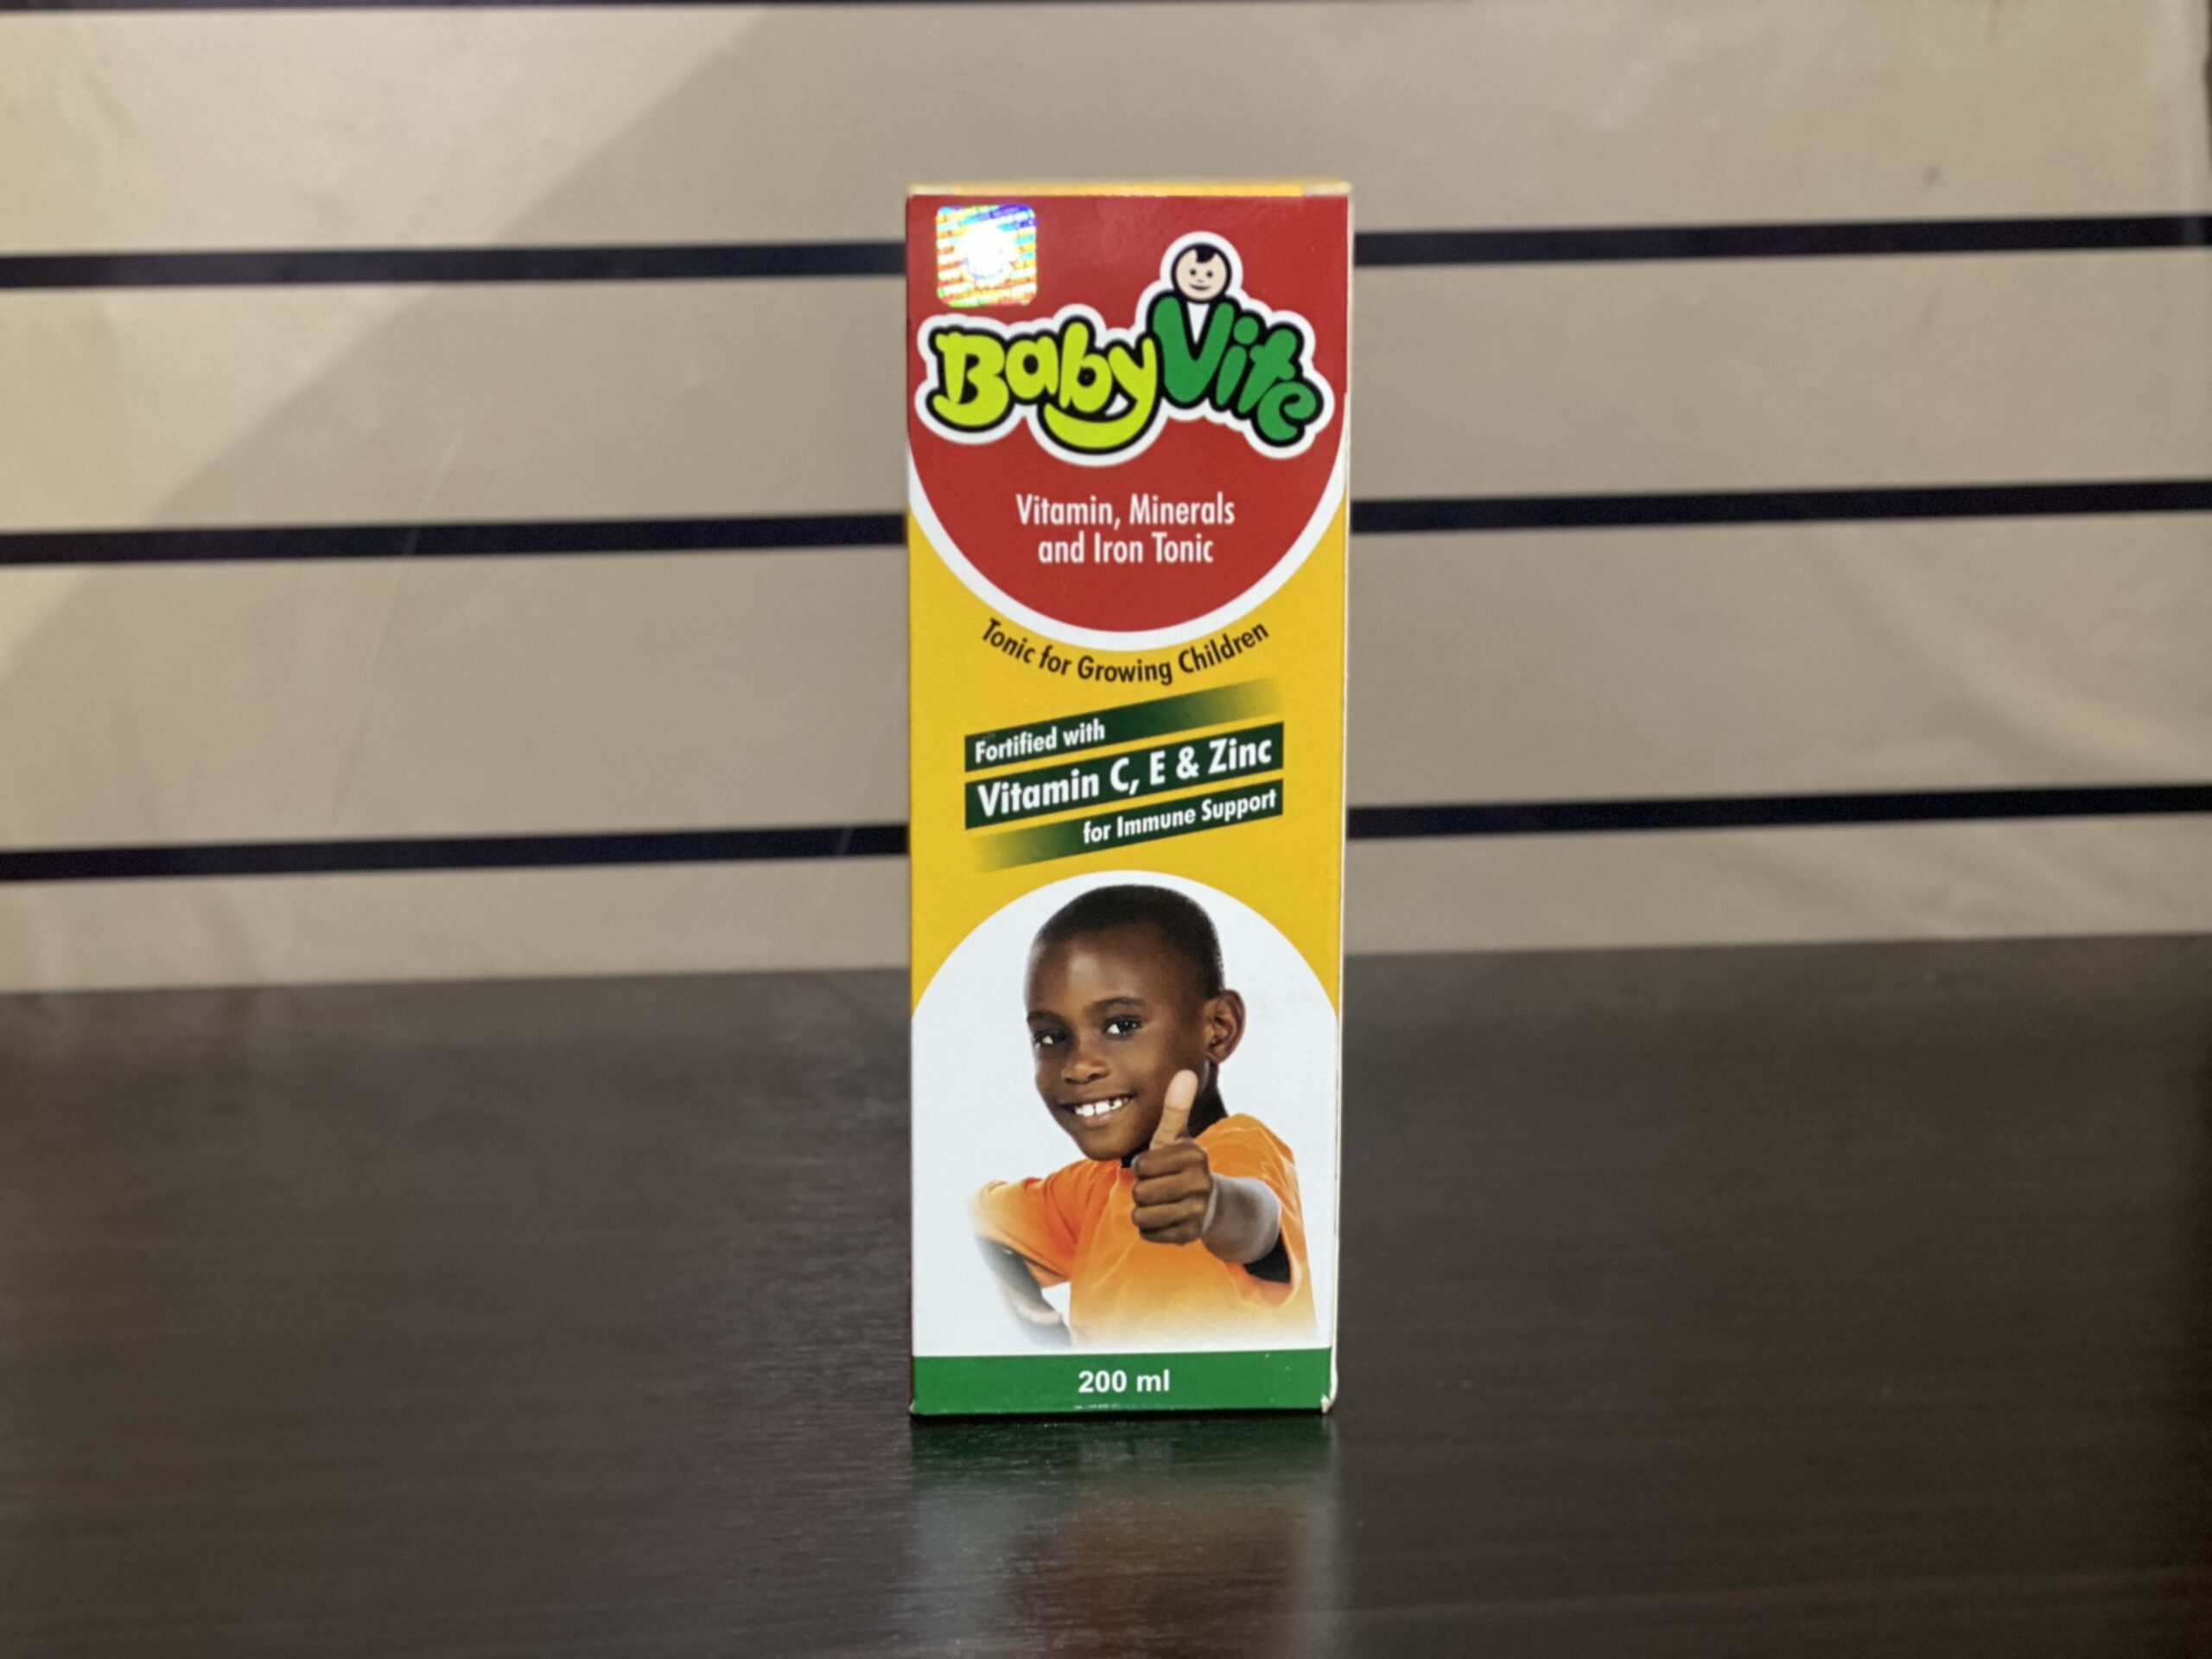 BabyVite
Vitamin, Minerals
and Iron Tonic
Tonic for Growing Children
Fortified with
Vitamin C, E & Zinc
for Immune Support
200 ml